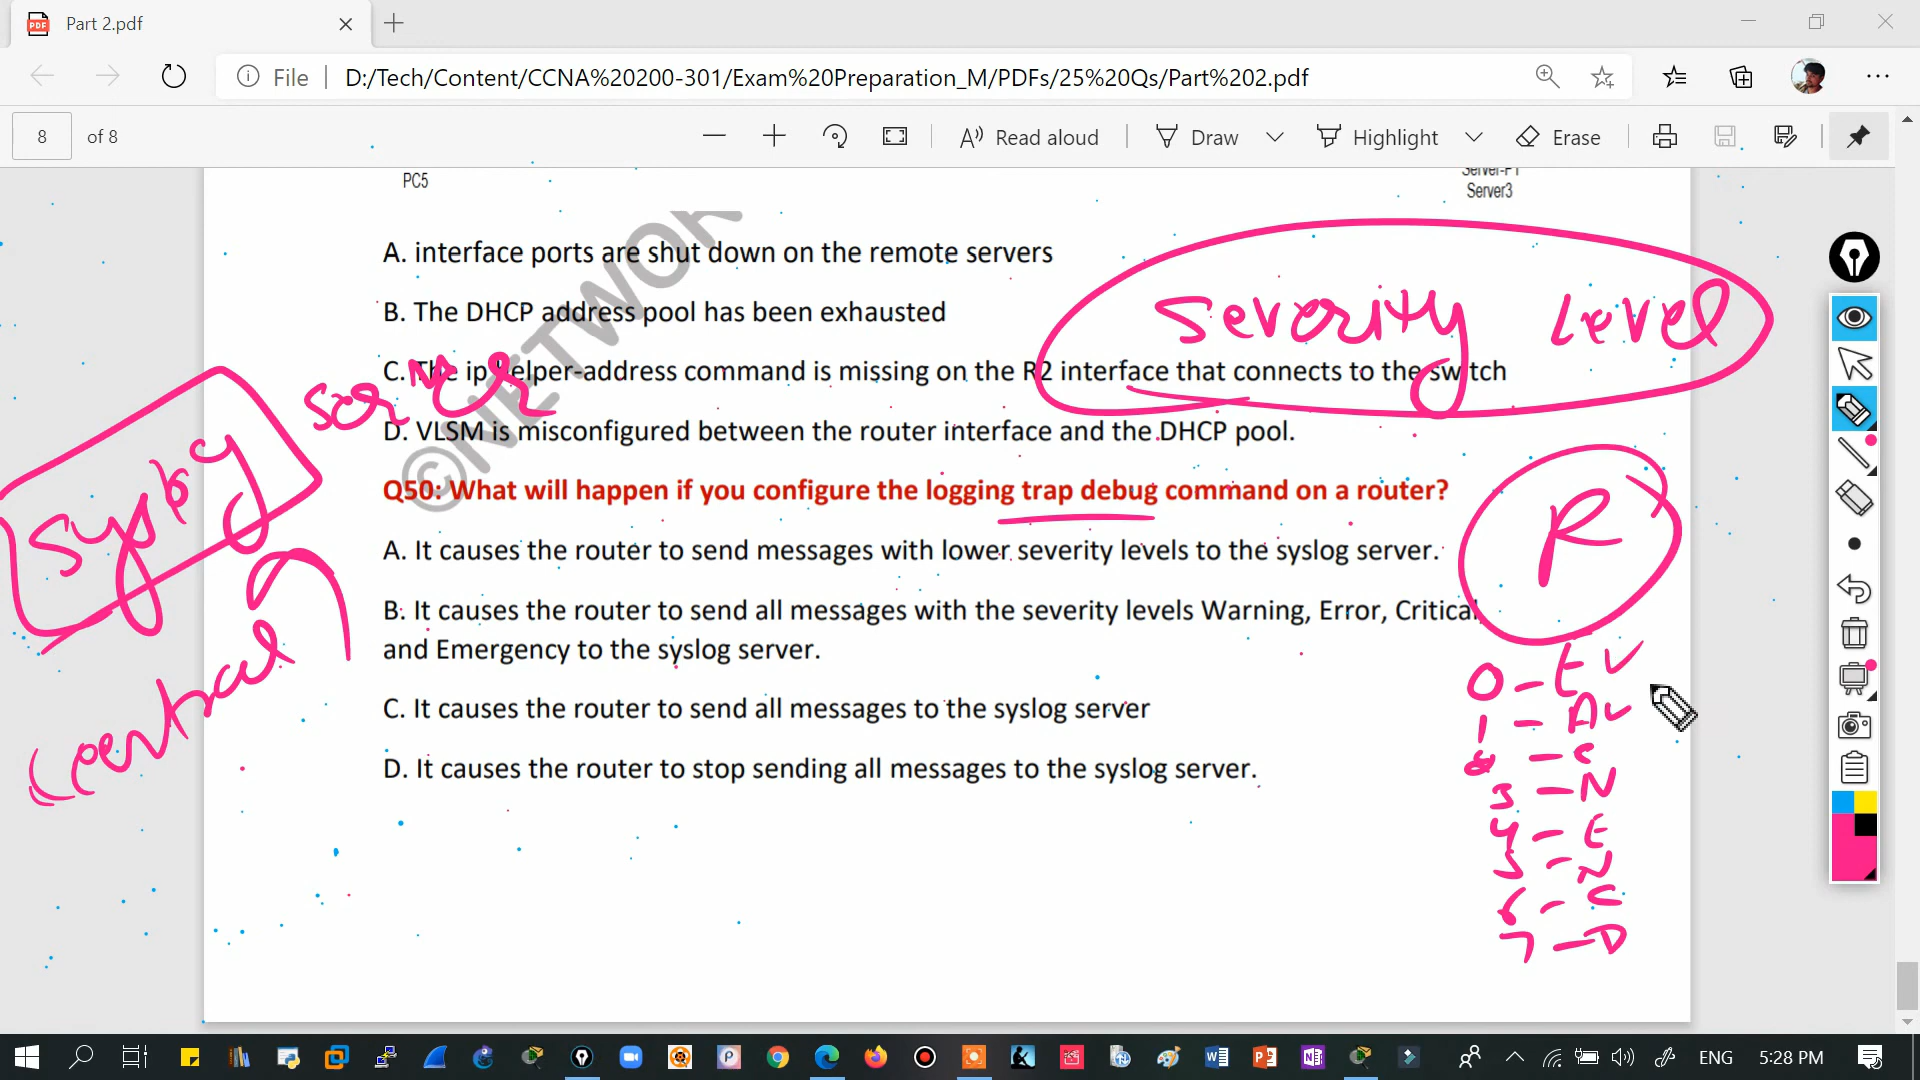 Part 2.pdf
File
D:/Tech/Content/CCNA%20200-301/Exam%20Preparation_M/PDFs/25%20Qs/Part%202.pdf
8 of 8
Read aloud
Draw
Highlight
Erase
PC5
Server-PT
Server3
©NETWOR
A. interface ports are shut down on the remote servers
B. The DHCP address pool has been exhausted
Severity Level
C. The ip helper-address command is missing on the R2 interface that connects to the switch
Server
D. VLSM is misconfigured between the router interface and the DHCP pool.
Syslog
Q50: What will happen if you configure the logging trap debug command on a router?
R
A. It causes the router to send messages with lower severity levels to the syslog server.
B: It causes the router to send all messages with the severity levels Warning, Error, Critical,
and Emergency to the syslog server.
Central
C. It causes the router to send all messages to the syslog server
D. It causes the router to stop sending all messages to the syslog server.
0 - E
1 - A
3 - N
4 - E
5 - N
7 - D
ENG
5:28 PM